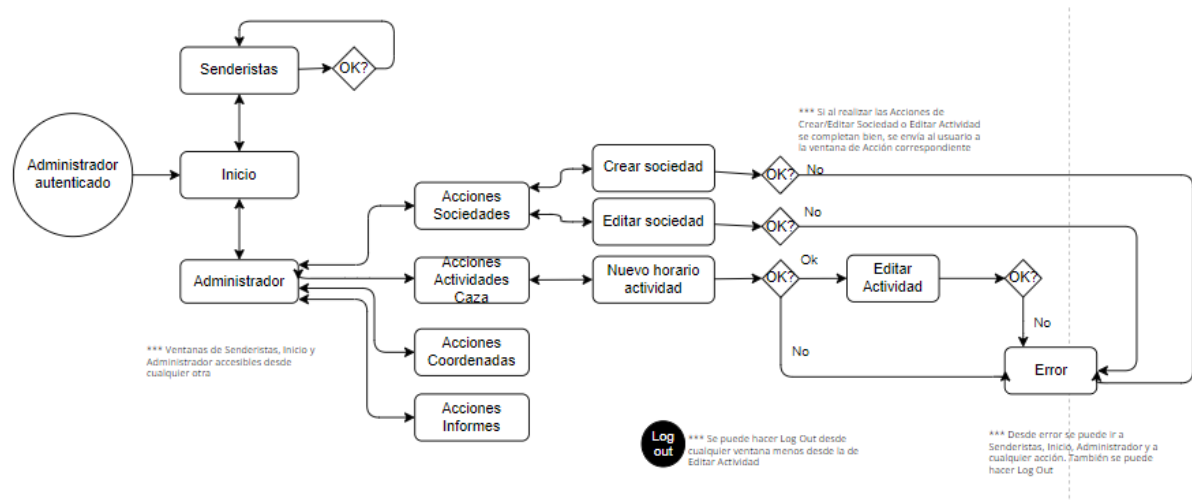 Senderistas
OK?
*** Si al realizar las Acciones de
Crear/Editar Sociedad o Editar Actividad
se completan bien, se envía al usuario a
la ventana de Acción correspondiente
Administrador
autenticado
Inicio
Crear sociedad
OK?
No
Acciones
Sociedades
Editar sociedad
OK?
No
Administrador
Acciones
Actividades
Caza
Nuevo horario
actividad
OK?
Ok
Editar
Actividad
OK?
No
No
*** Ventanas de Senderistas, Inicio y
Administrador accesibles desde
cualquier otra
Acciones
Coordenadas
Error
Acciones
Informes
Log
out
*** Se puede hacer Log Out desde
cualquier ventana menos desde la de
Editar Actividad
*** Desde error se puede ir a
Senderistas, Inicio, Administrador y a
cualquier acción. También se puede
hacer Log Out